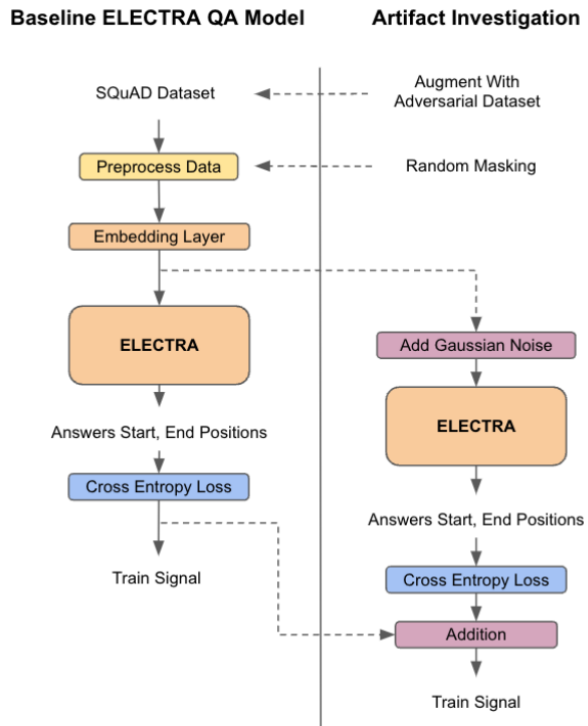 Baseline ELECTRA QA Model
SQuAD Dataset
Preprocess Data
Embedding Layer
ELECTRA
Answers Start, End Positions
Cross Entropy Loss
Train Signal
Artifact Investigation
Augment With
Adversarial Dataset
Random Masking
Add Gaussian Noise
ELECTRA
Answers Start, End Positions
Cross Entropy Loss
Addition
Train Signal